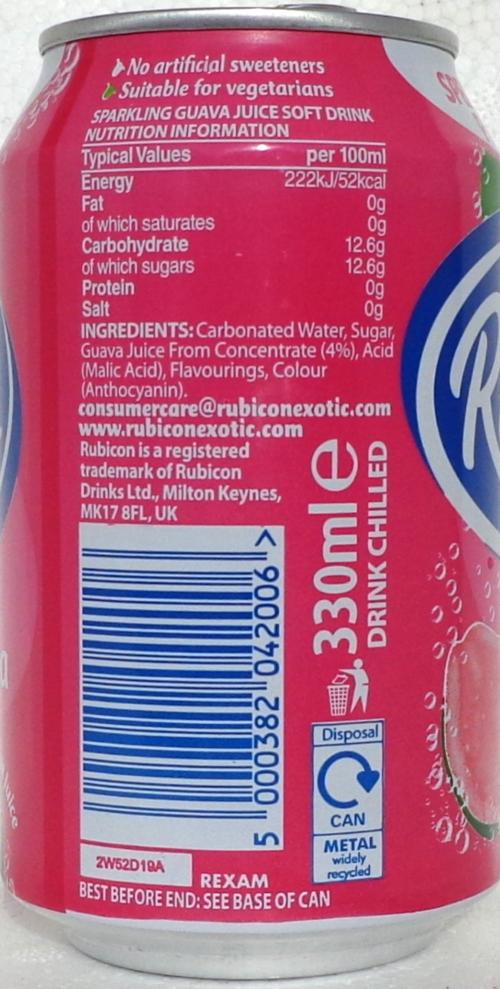 No artificial sweeteners
Suitable for vegetarians
SPARKLING GUAVA JUICE SOFT DRINK
NUTRITION INFORMATION
Typical Values per 100ml
Energy 222kJ/52kcal
Fat 0g
of which saturates 0g
Carbohydrate 12.6g
of which sugars 12.6g
Protein 0g
Salt 0g
INGREDIENTS: Carbonated Water, Sugar,
Guava Juice From Concentrate (4%), Acid
(Malic Acid), Flavourings, Colour
(Anthocyanin).
consumercare@rubiconexotic.com
www.rubiconexotic.com
Rubicon is a registered
trademark of Rubicon
Drinks Ltd., Milton Keynes,
MK17 8FL, UK
330ml e
DRINK CHILLED
5 000382 042006 >
Disposal
CAN
METAL
widely
recycled
2W52D19A
REXAM
BEST BEFORE END: SEE BASE OF CAN